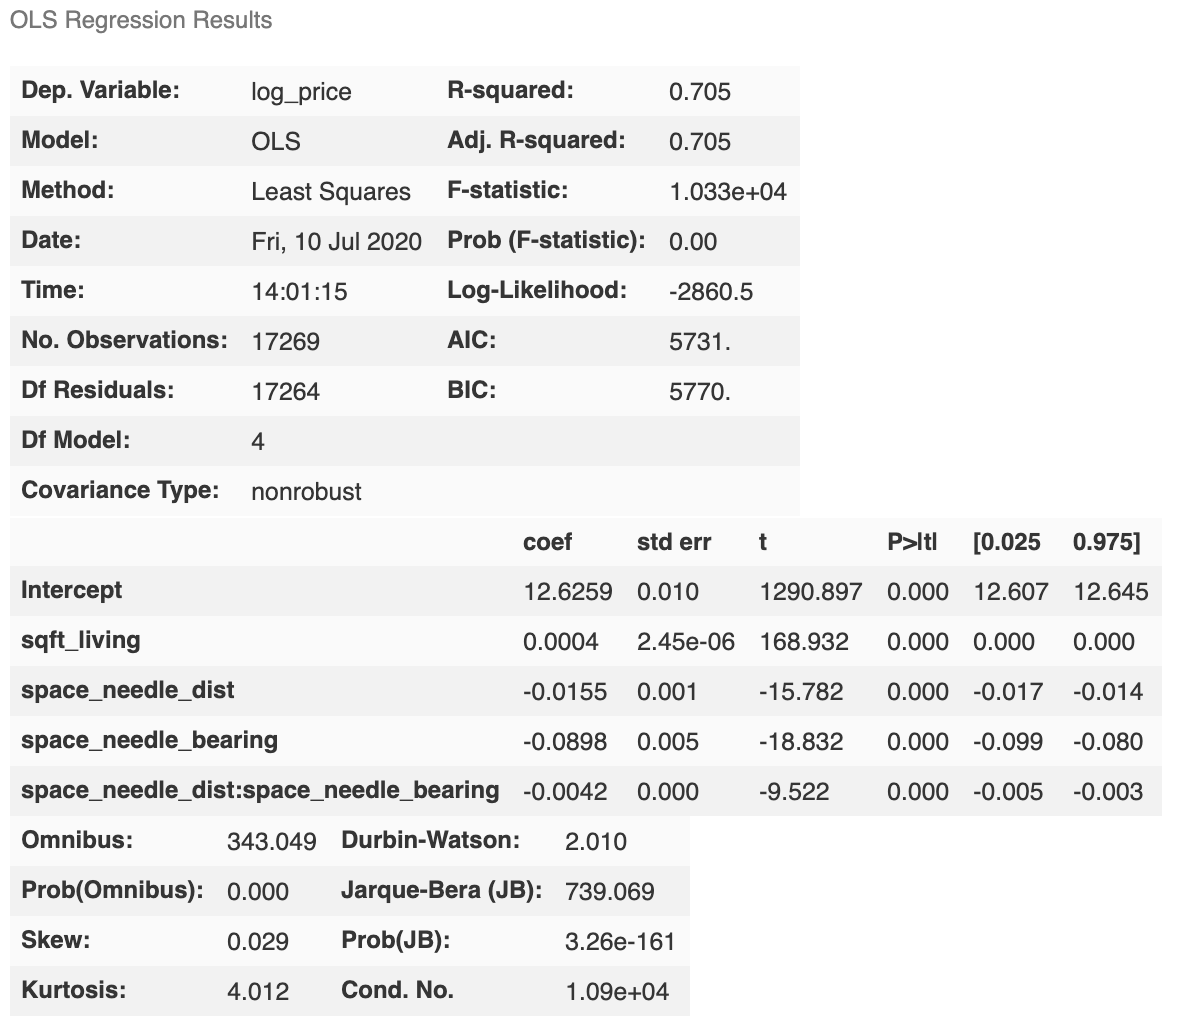 OLS Regression Results
Dep. Variable: log_price R-squared: 0.705
Model: OLS Adj. R-squared: 0.705
Method: Least Squares F-statistic: 1.033e+04
Date: Fri, 10 Jul 2020 Prob (F-statistic): 0.00
Time: 14:01:15 Log-Likelihood: -2860.5
No. Observations: 17269 AIC: 5731.
Df Residuals: 17264 BIC: 5770.
Df Model: 4
Covariance Type: nonrobust
coef std err t P>|t| [0.025 0.975]
Intercept 12.6259 0.010 1290.897 0.000 12.607 12.645
sqft_living 0.0004 2.45e-06 168.932 0.000 0.000 0.000
space_needle_dist -0.0155 0.001 -15.782 0.000 -0.017 -0.014
space_needle_bearing -0.0898 0.005 -18.832 0.000 -0.099 -0.080
space_needle_dist:space_needle_bearing -0.0042 0.000 -9.522 0.000 -0.005 -0.003
Omnibus: 343.049 Durbin-Watson: 2.010
Prob(Omnibus): 0.000 Jarque-Bera (JB): 739.069
Skew: 0.029 Prob(JB): 3.26e-161
Kurtosis: 4.012 Cond. No. 1.09e+04